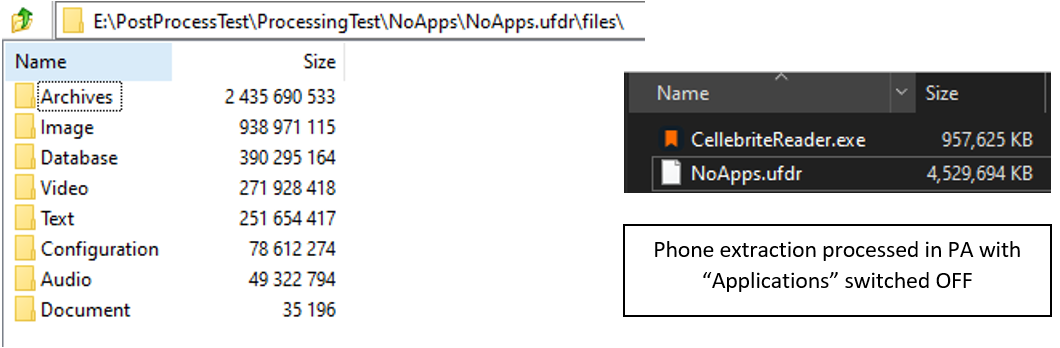 E:\PostProcessTest\ProcessingTest\NoApps\NoApps.ufdr\files\
Name Size
Archives 2 435 690 533
Image 938 971 115
Database 390 295 164
Video 271 928 418
Text 251 654 417
Configuration 78 612 274
Audio 49 322 794
Document 35 196
Name Size
CellebriteReader.exe 957,625 KB
NoApps.ufdr 4,529,694 KB
Phone extraction processed in PA with
“Applications” switched OFF